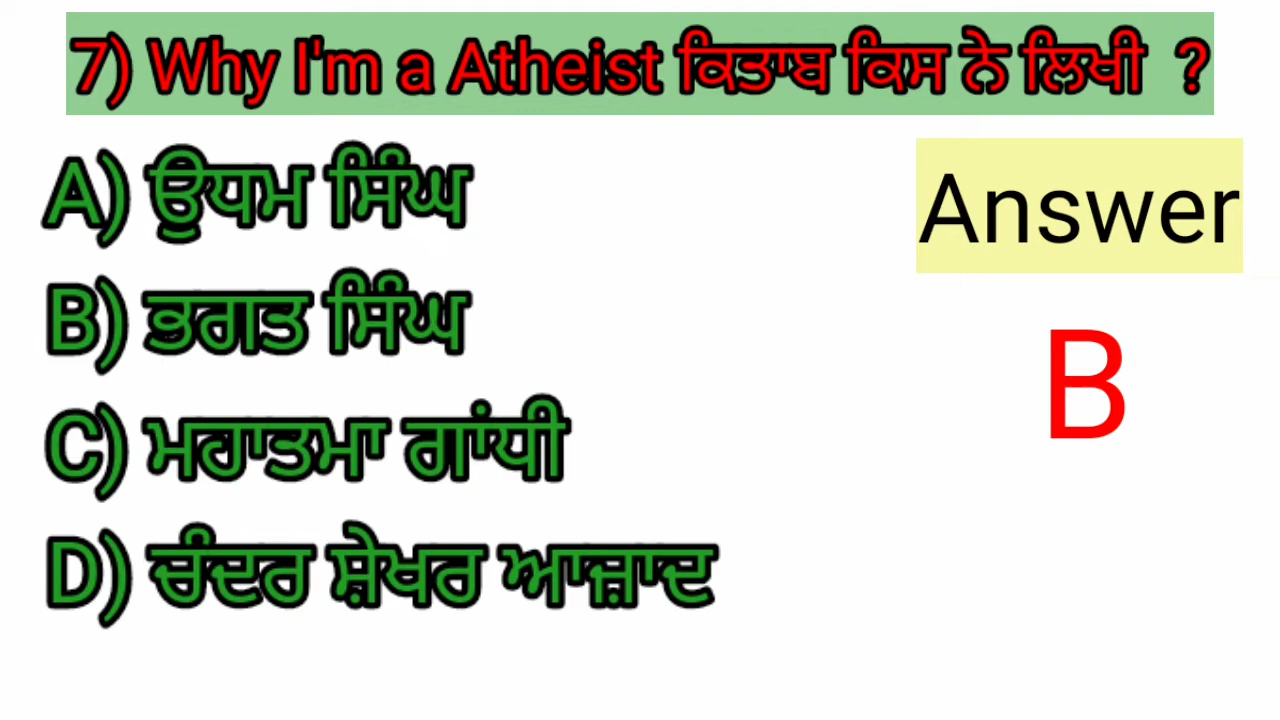 7) Why I'm a Atheist ਕਿਤਾਬ ਕਿਸ ਨੇ ਲਿਖੀ ?
A) ਊਧਮ ਸਿੰਘ
B) ਭਗਤ ਸਿੰਘ
C) ਮਹਾਤਮਾ ਗਾਂਧੀ
D) ਚੰਦਰ ਸ਼ੇਖਰ ਆਜ਼ਾਦ
Answer
B